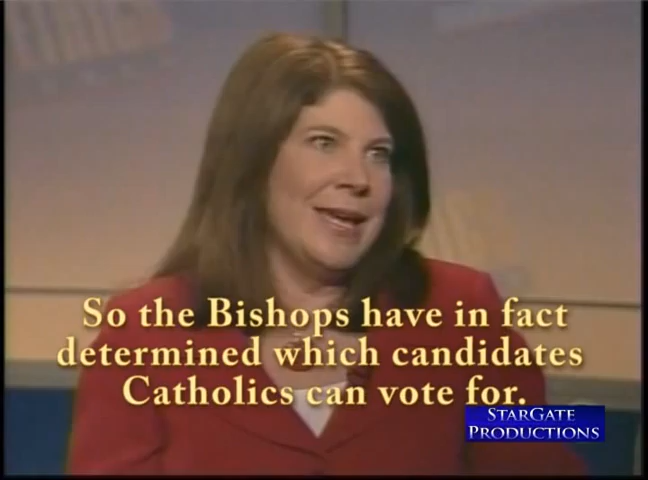 So the Bishops have in fact
determined which candidates
Catholics can vote for.
STARGATE
PRODUCTIONS